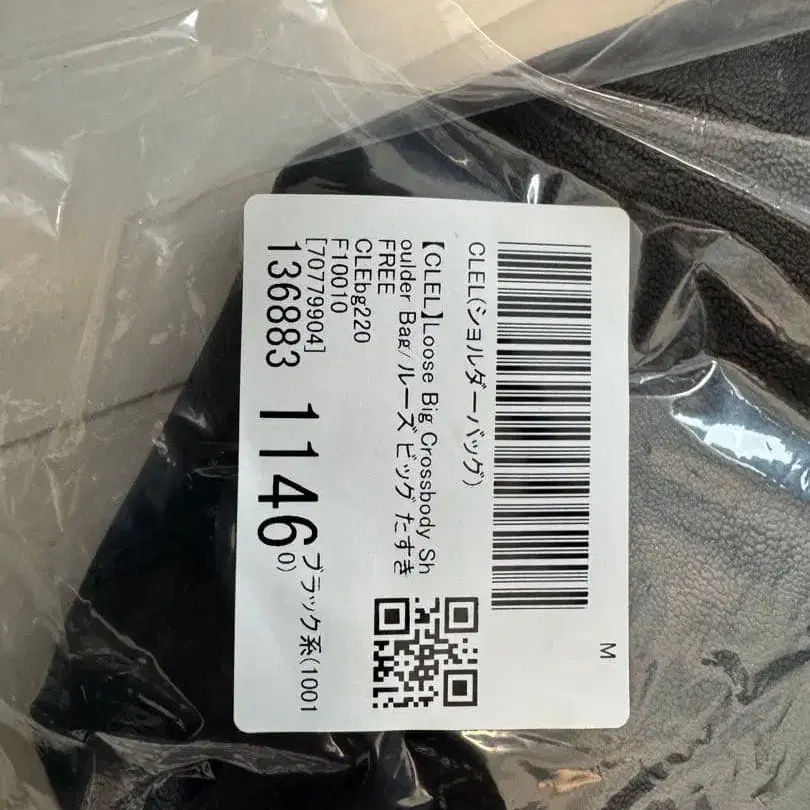 M
CLEL(ショルダーバッグ)
【CLEL】Loose Big Crossbody Sh
oulder Bag/ルーズ ビッグ たすき
FREE
CLEbg220
F10010
[70779904] ブラック系(1001
0)
136883 1146